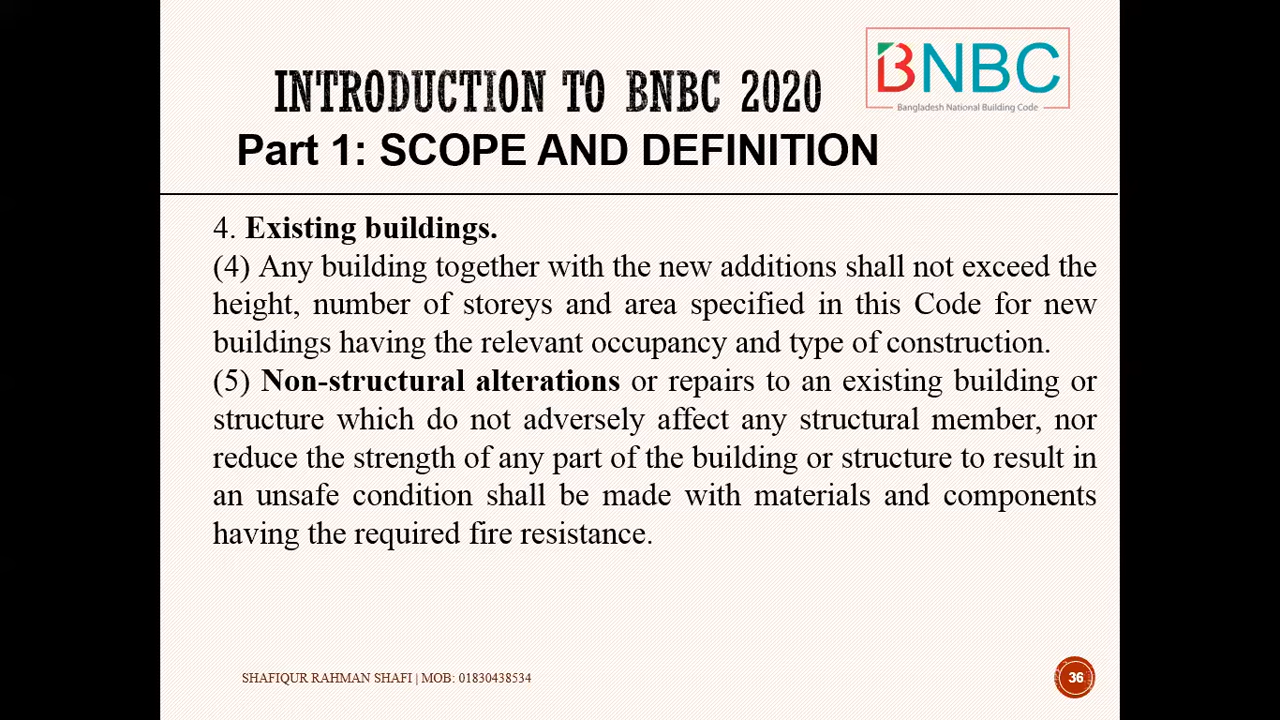 BNBC
Bangladesh National Building Code
INTRODUCTION TO BNBC 2020
Part 1: SCOPE AND DEFINITION
4. Existing buildings.
(4) Any building together with the new additions shall not exceed the
height, number of storeys and area specified in this Code for new
buildings having the relevant occupancy and type of construction.
(5) Non-structural alterations or repairs to an existing building or
structure which do not adversely affect any structural member, nor
reduce the strength of any part of the building or structure to result in
an unsafe condition shall be made with materials and components
having the required fire resistance.
SHAFIQUR RAHMAN SHAFI | MOB: 01830438534
36